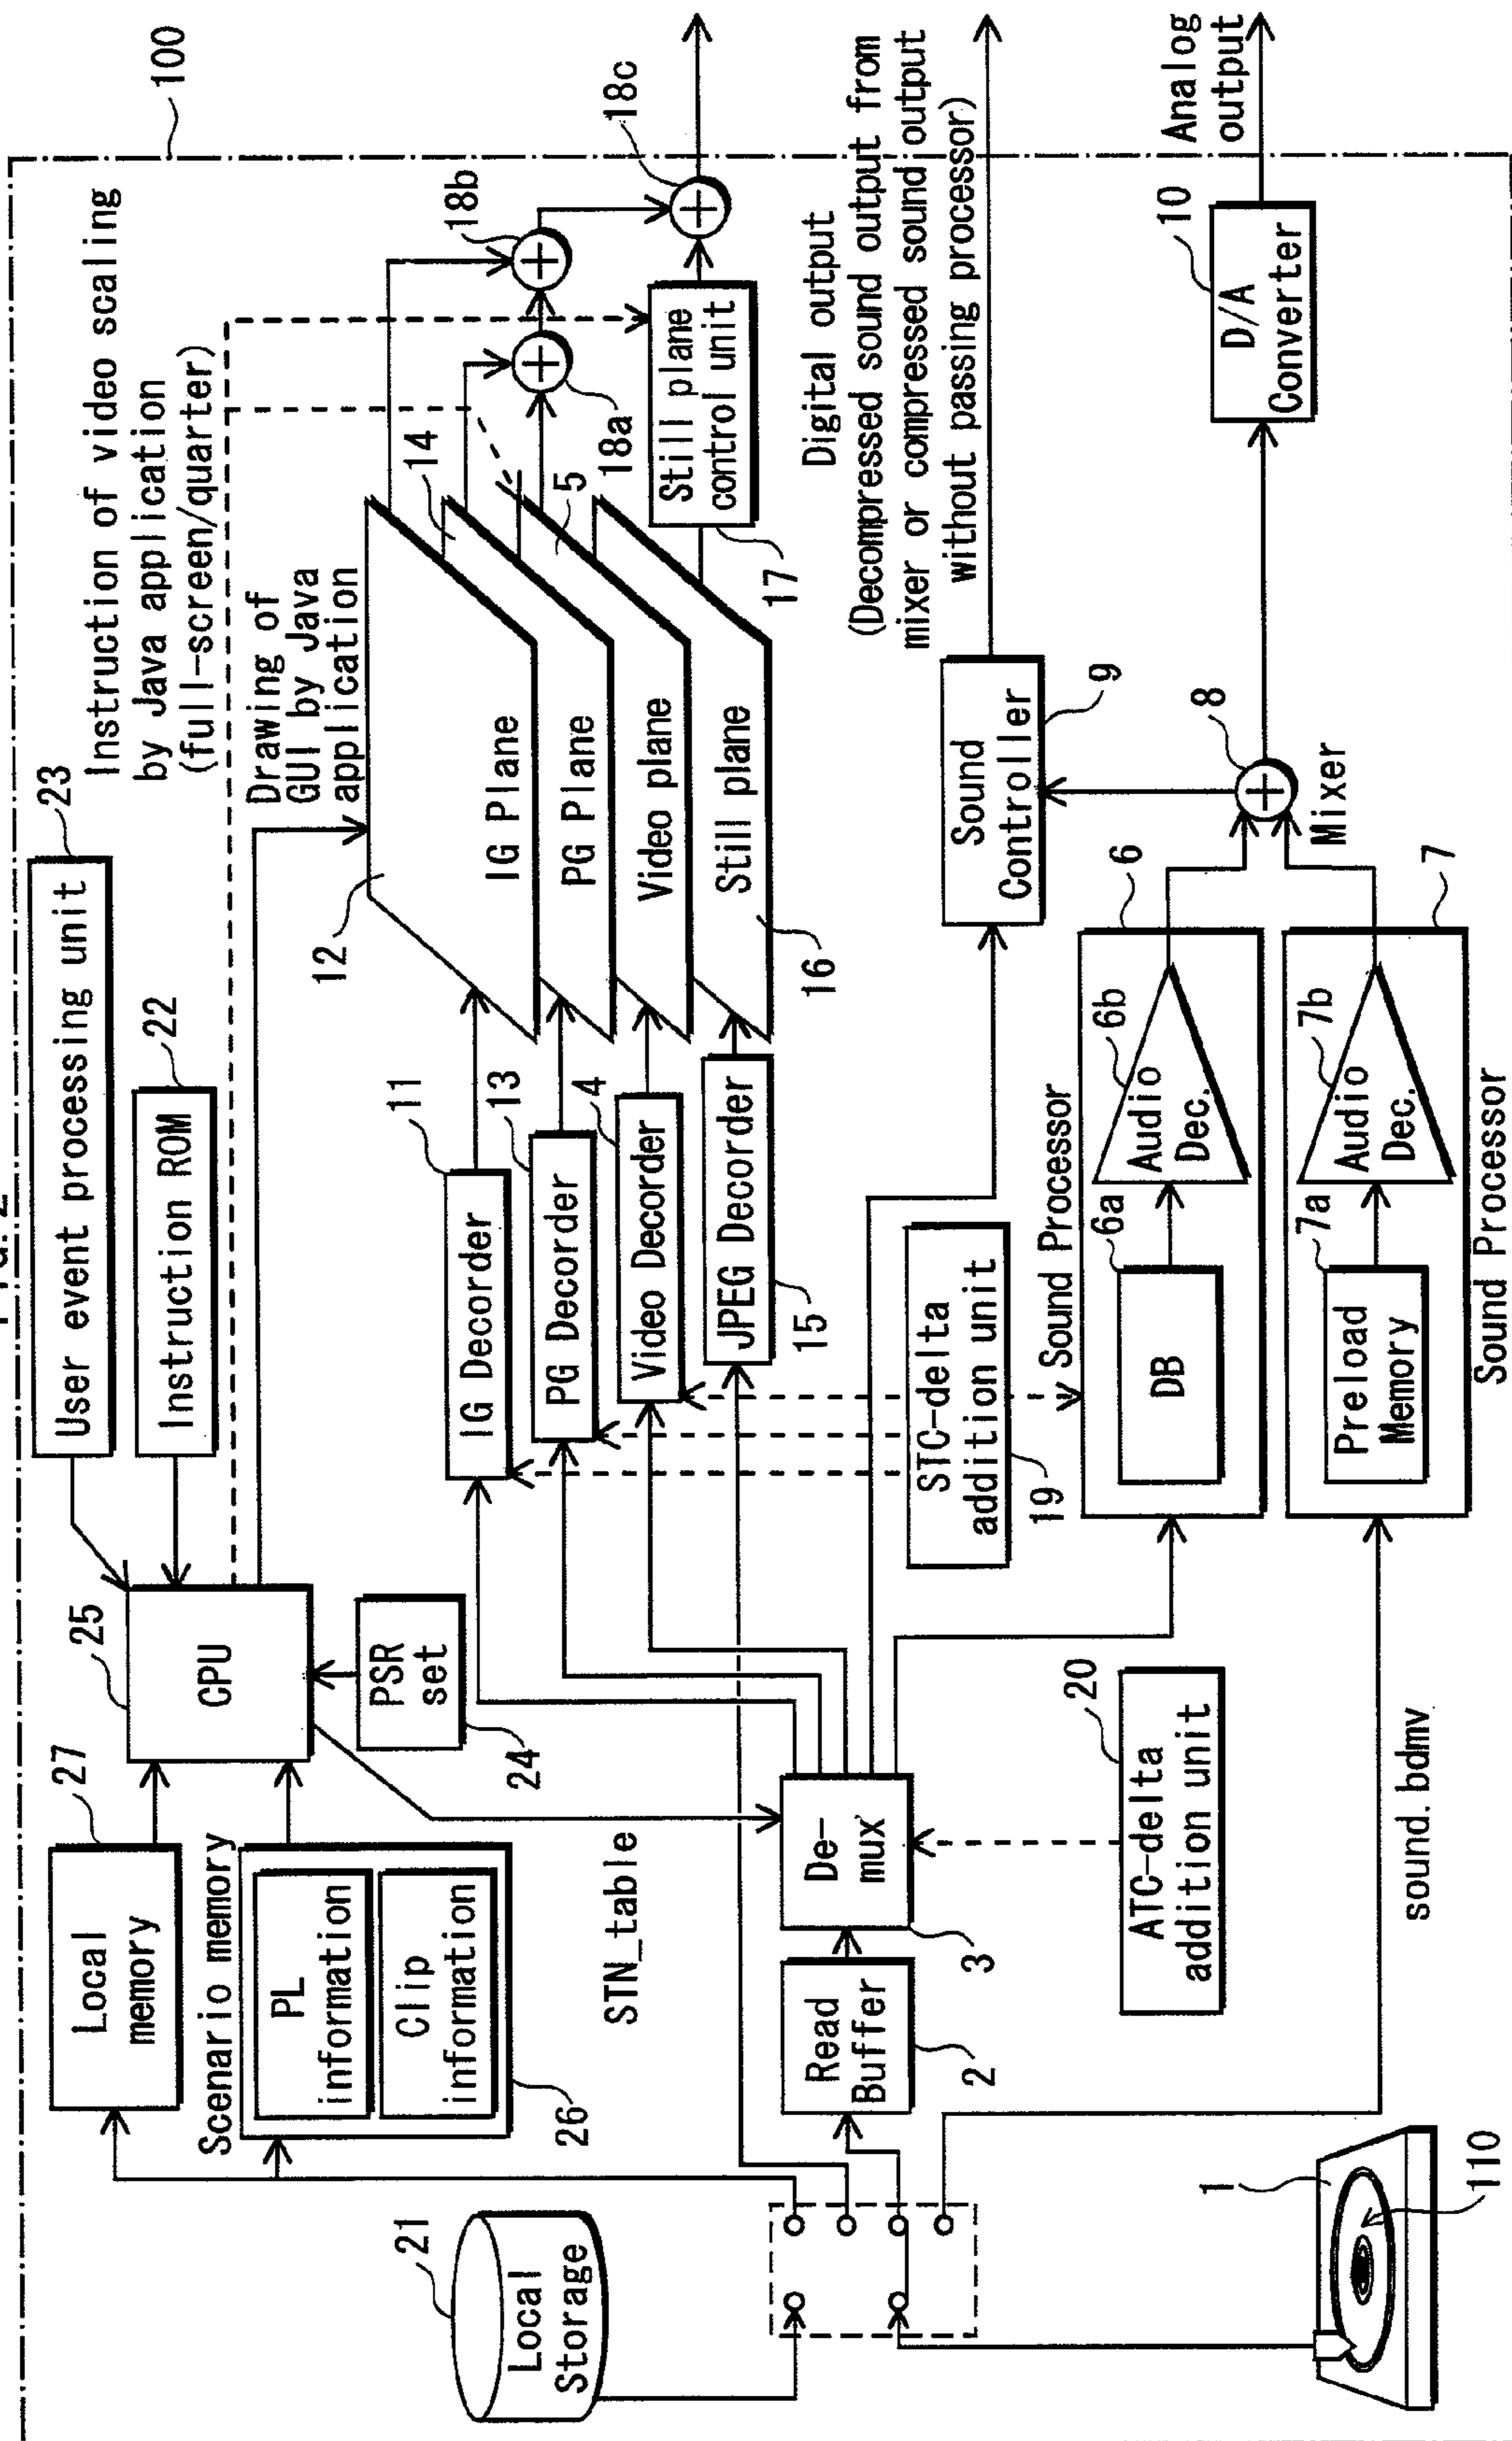 FIG. 2
100
Instruction of video scaling
by Java application
(full-screen/quarter)
Drawing of
GUI by Java
application
23
User event processing unit
22
Instruction ROM
25
CPU
PSR
set
24
27
Local
memory
Scenario memory
PL
information
Clip
information
26
STN_table
21
Local
Storage
1
110
Read
Buffer
2
De-
mux
3
20
ATC-delta
addition unit
sound.bdmv
11
IG Decorder
13
PG Decorder
4
Video Decorder
JPEG Decorder
15
STC-delta
addition unit
19
12
IG Plane
14
PG Plane
5
Video plane
Still plane
16
17
Still plane
control unit
18a
18b
18c
Sound Processor
6
6a
DB
6b
Audio
Dec.
7
7a
Preload
Memory
7b
Audio
Dec.
Sound Processor
8
Mixer
9
Sound
Controller
Digital output
(Decompressed sound output from
mixer or compressed sound output
without passing processor)
10
D/A
Converter
Analog
output